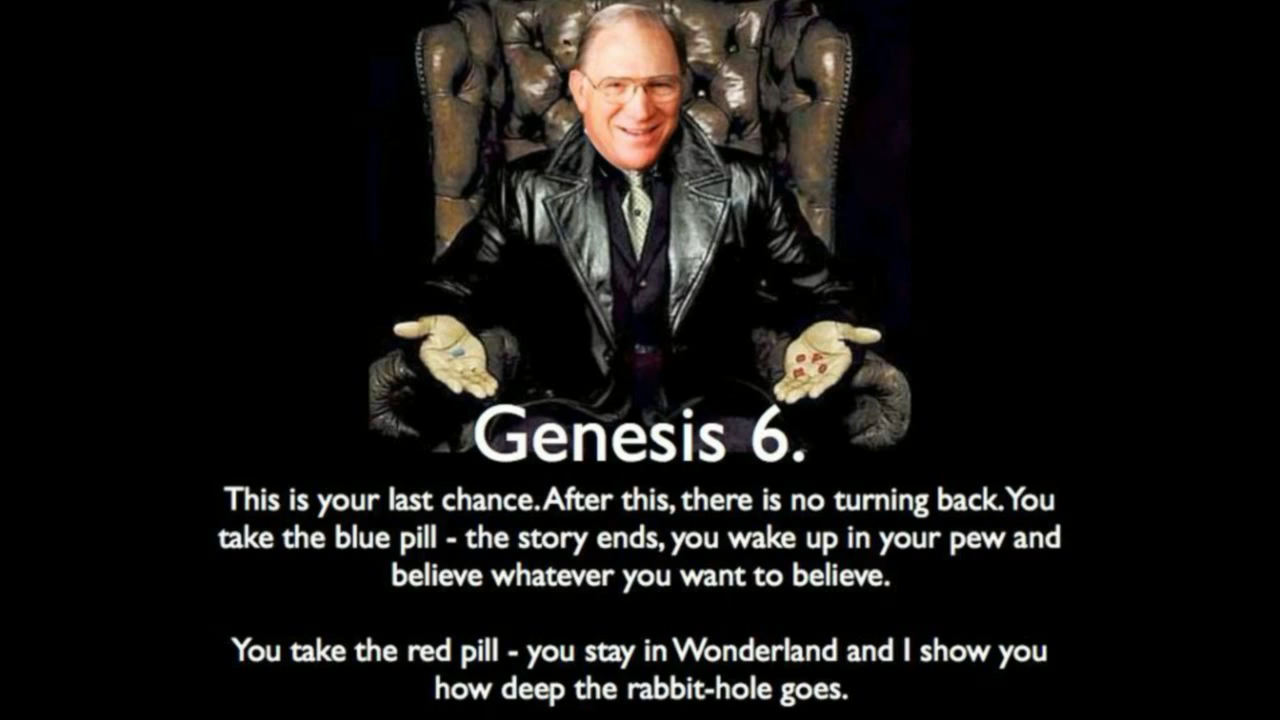 Genesis 6.
This is your last chance. After this, there is no turning back. You
take the blue pill - the story ends, you wake up in your pew and
believe whatever you want to believe.
You take the red pill - you stay in Wonderland and I show you
how deep the rabbit-hole goes.